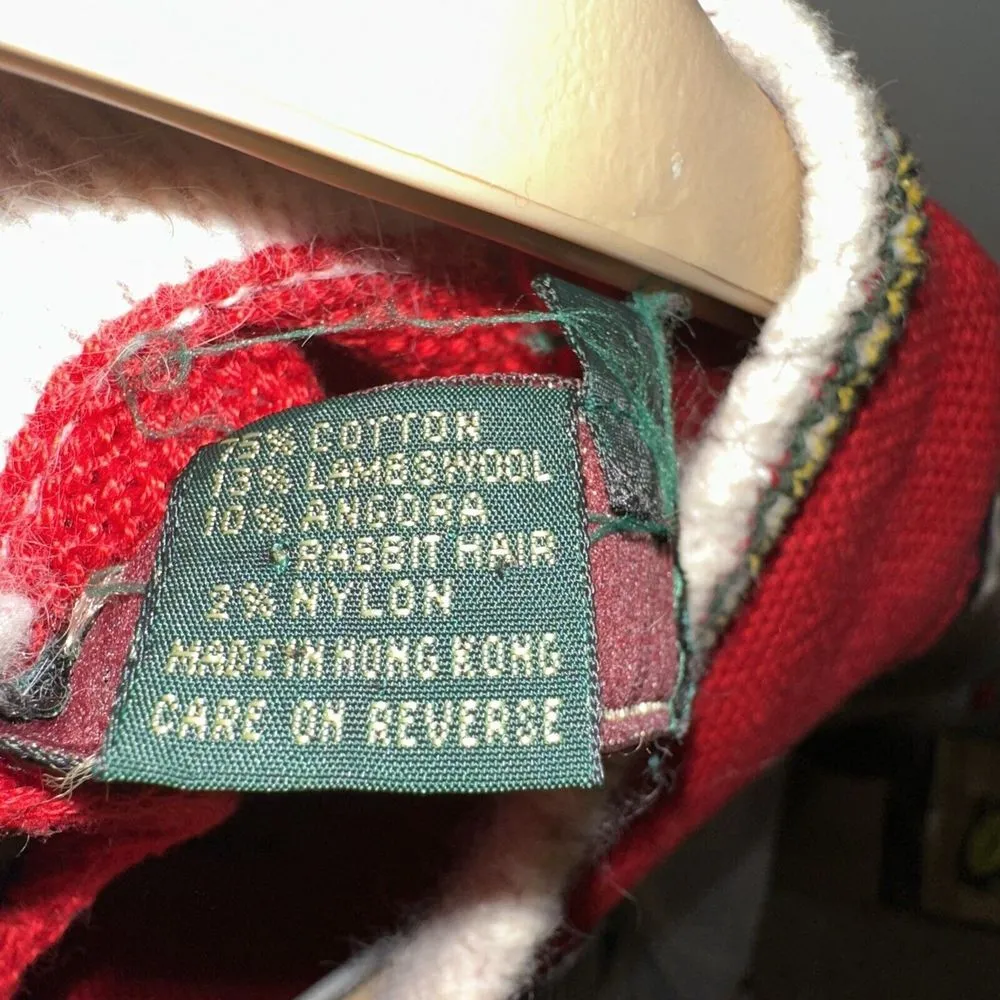 75% COTTON
13% LAMBSWOOL
10% ANGORA
RABBIT HAIR
2% NYLON
MADE IN HONG KONG
CARE ON REVERSE